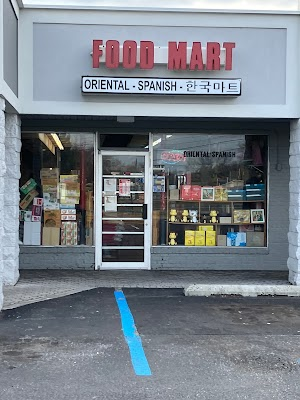 FOOD MART
ORIENTAL · SPANISH · 한국마트
ORIENTAL·SPANISH